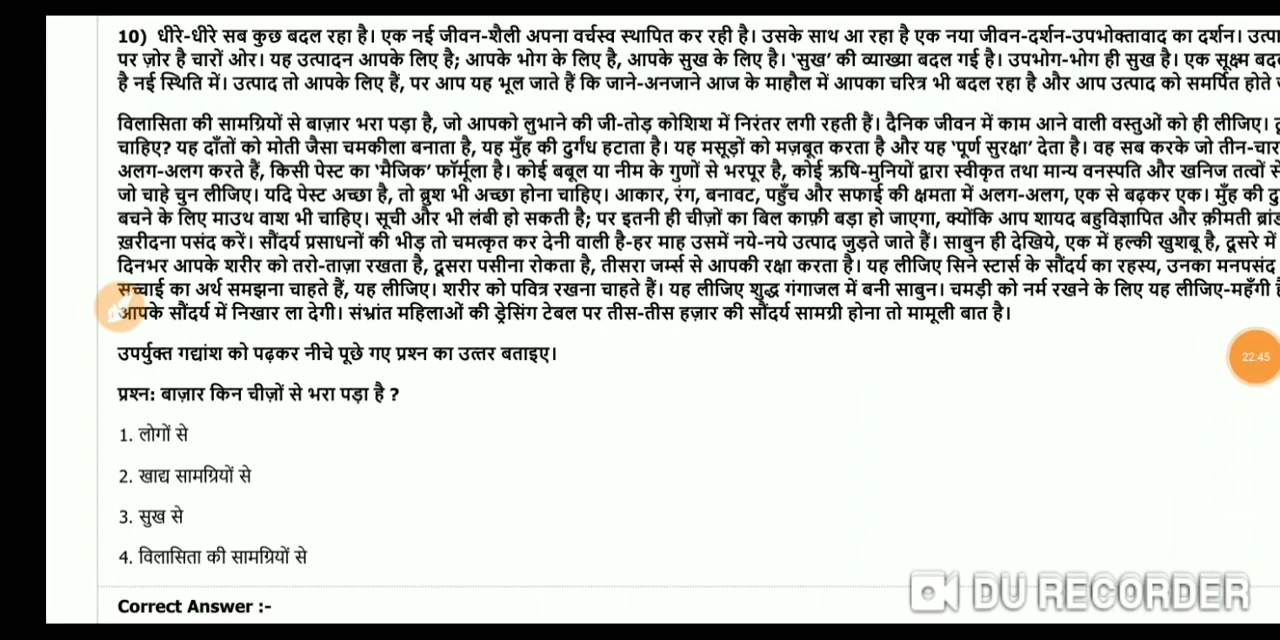 10) धीरे-धीरे सब कुछ बदल रहा है। एक नई जीवन-शैली अपना वर्चस्व स्थापित कर रही है। उसके साथ आ रहा है एक नया जीवन-दर्शन-उपभोक्तावाद का दर्शन।
पर ज़ोर है चारों ओर। यह उत्पादन आपके लिए है; आपके भोग के लिए है, आपके सुख के लिए है। 'सुख' की व्याख्या बदल गई है। उपभोग-भोग ही सुख है। एक सूक्ष्म
है नई स्थिति में। उत्पाद तो आपके लिए हैं, पर आप यह भूल जाते हैं कि जाने-अनजाने आज के माहौल में आपका चरित्र भी बदल रहा है और आप उत्पाद को समर्पित होते
विलासिता की सामग्रियों से बाज़ार भरा पड़ा है, जो आपको लुभाने की जी-तोड़ कोशिश में निरंतर लगी रहती हैं। दैनिक जीवन में काम आने वाली वस्तुओं को ही लीजिए।
चाहिए? यह दाँतों को मोती जैसा चमकीला बनाता है, यह मुँह की दुर्गंध हटाता है। यह मसूड़ों को मज़बूत करता है और यह 'पूर्ण सुरक्षा' देता है। वह सब करके जो तीन-चार
अलग-अलग करते हैं, किसी पेस्ट का 'मैजिक' फॉर्मूला है। कोई बबूल या नीम के गुणों से भरपूर है, कोई ऋषि-मुनियों द्वारा स्वीकृत तथा मान्य वनस्पति और खनिज तत्वों से
जो चाहे चुन लीजिए। यदि पेस्ट अच्छा है, तो ब्रुश भी अच्छा होना चाहिए। आकार, रंग, बनावट, पहुँच और सफाई की क्षमता में अलग-अलग, एक से बढ़कर एक। मुँह की
बचने के लिए माउथ वाश भी चाहिए। सूची और भी लंबी हो सकती है; पर इतनी ही चीज़ों का बिल काफ़ी बड़ा हो जाएगा, क्योंकि आप शायद बहुविज्ञापित और क़ीमती ब्रांड
ख़रीदना पसंद करें। सौंदर्य प्रसाधनों की भीड़ तो चमत्कृत कर देनी वाली है-हर माह उसमें नये-नये उत्पाद जुड़ते जाते हैं। साबुन ही देखिये, एक में हल्की खुशबू है, दूसरे में
दिनभर आपके शरीर को तरो-ताज़ा रखता है, दूसरा पसीना रोकता है, तीसरा जर्म्स से आपकी रक्षा करता है। यह लीजिए सिने स्टार्स के सौंदर्य का रहस्य, उनका मनपसंद
सच्चाई का अर्थ समझना चाहते हैं, यह लीजिए। शरीर को पवित्र रखना चाहते हैं। यह लीजिए शुद्ध गंगाजल में बनी साबुन। चमड़ी को नर्म रखने के लिए यह लीजिए-महँगी
आपके सौंदर्य में निखार ला देगी। संभ्रांत महिलाओं की ड्रेसिंग टेबल पर तीस-तीस हज़ार की सौंदर्य सामग्री होना तो मामूली बात है।
22:45
उपर्युक्त गद्यांश को पढ़कर नीचे पूछे गए प्रश्न का उत्तर बताइए।
प्रश्न: बाज़ार किन चीज़ों से भरा पड़ा है ?
1. लोगों से
2. खाद्य सामग्रियों से
3. सुख से
4. विलासिता की सामग्रियों से
DU RECORDER
Correct Answer :-